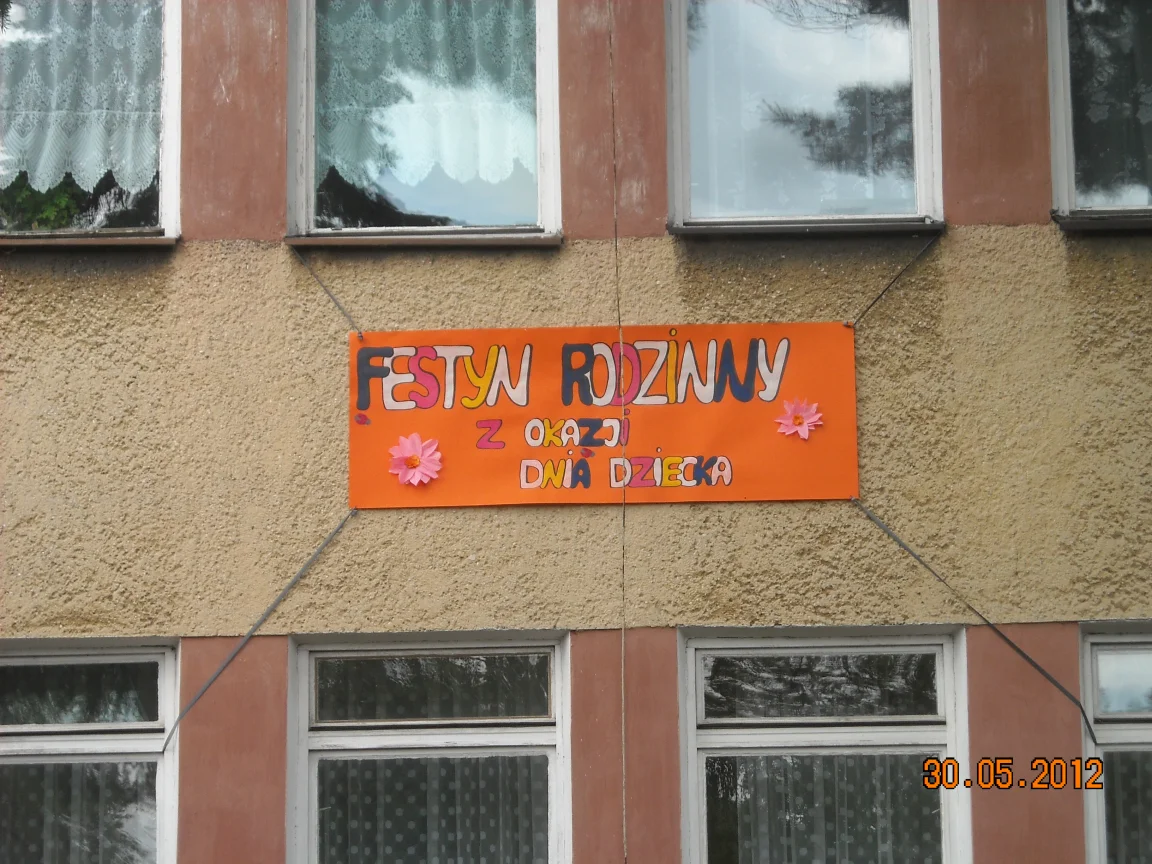 FESTYN RODZINNY
Z OKAZJI
DNIA DZIECKA
30.05.2012